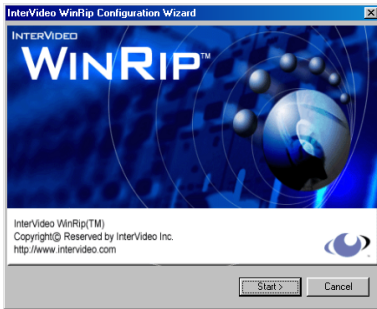 InterVideo WinRip Configuration Wizard
INTERVIDEO
WINRIP™
InterVideo WinRip(TM)
Copyright© Reserved by InterVideo Inc.
http://www.intervideo.com
Start >
Cancel